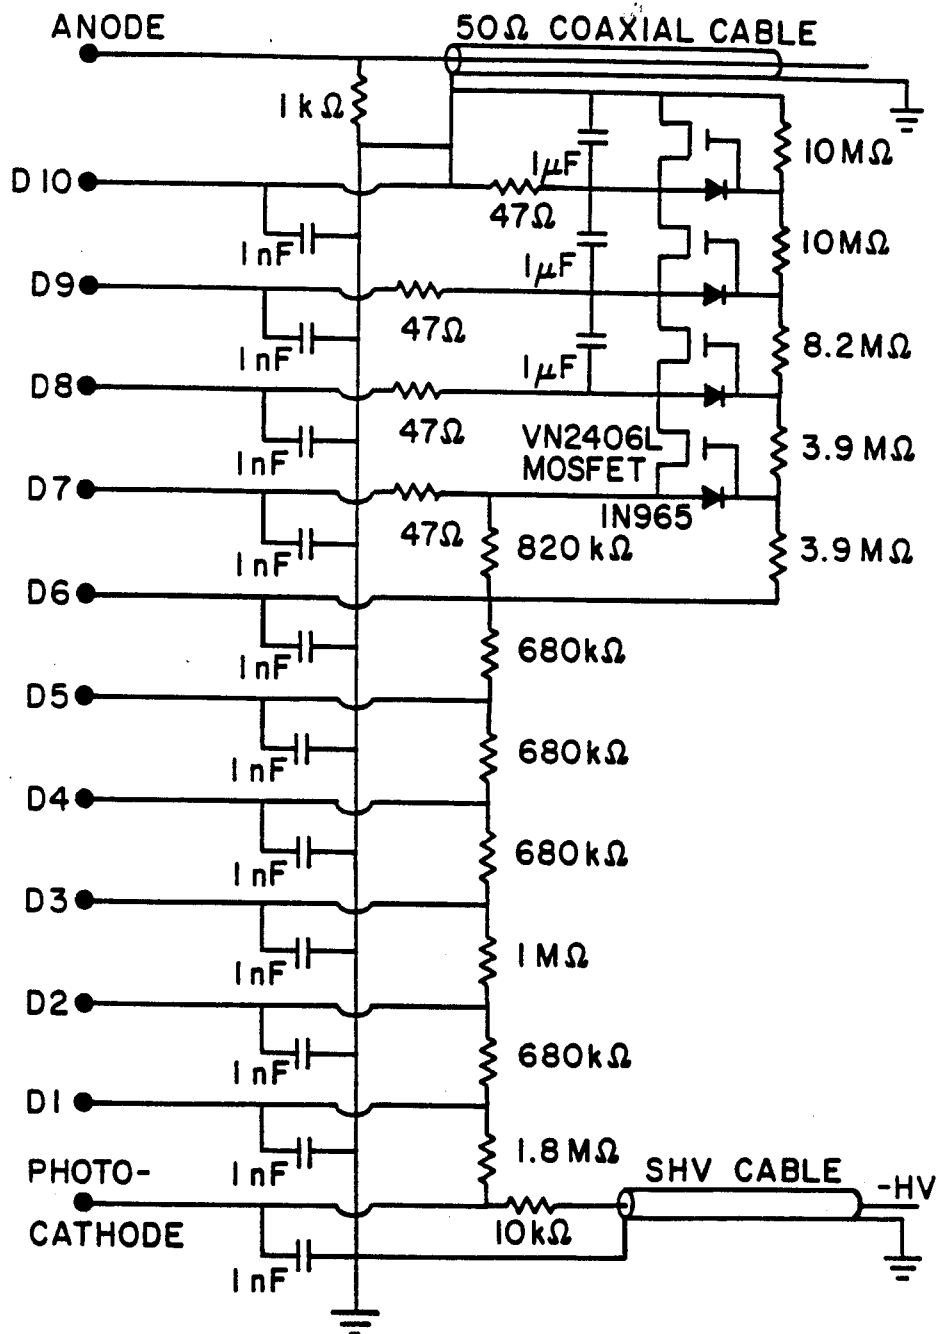 ANODE
50Ω COAXIAL CABLE
1kΩ
10MΩ
D10
1μF
47Ω
1nF
10MΩ
D9
1μF
47Ω
1nF
8.2MΩ
D8
1μF
47Ω
1nF
VN2406L
MOSFET
3.9MΩ
D7
1N965
47Ω
1nF
820kΩ
3.9MΩ
D6
1nF
680kΩ
D5
1nF
680kΩ
D4
1nF
680kΩ
D3
1nF
1MΩ
D2
1nF
680kΩ
D1
1nF
1.8MΩ
PHOTO-
CATHODE
SHV CABLE
-HV
10kΩ
1nF